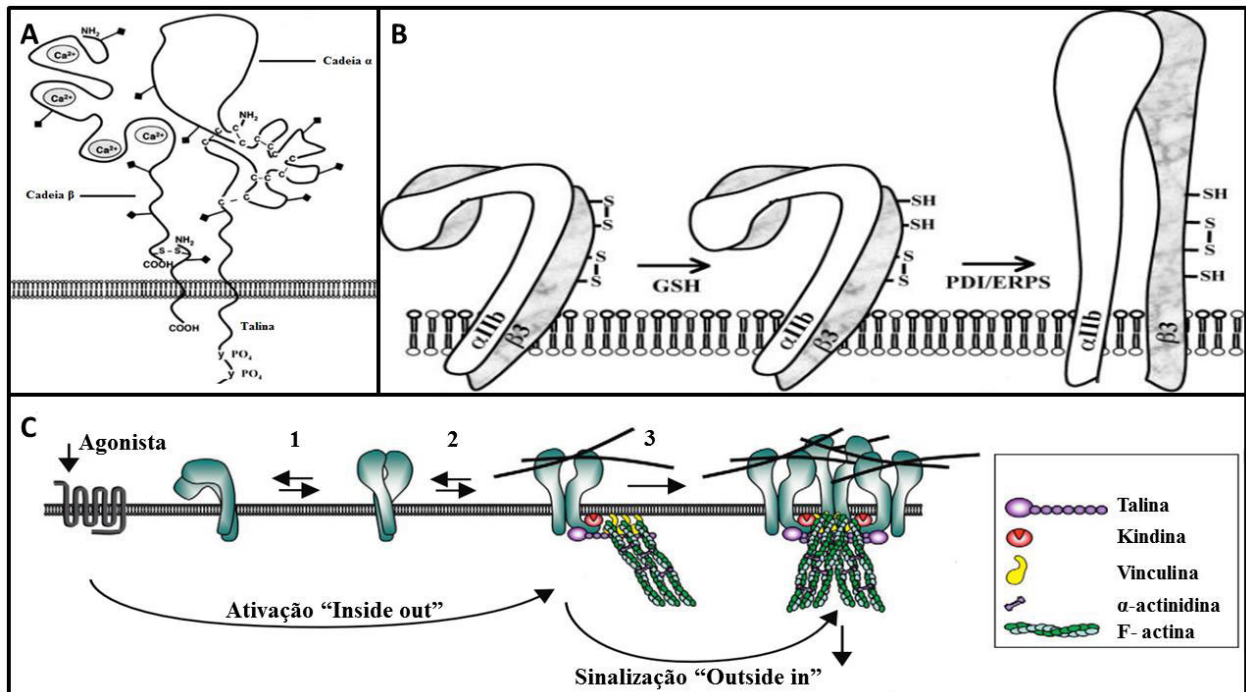 A
NH2
Ca2+
Ca2+
Ca2+
Ca2+
Cadeia α
NH2
C
C
C
C
C
C
C
C
C - C
C - C
Cadeia β
NH2
S - S
COOH
COOH
Talina
y PO4
y PO4
B
S
S
S
S
αIIb
β3
GSH
SH
SH
S
S
αIIb
β3
PDI/ERPS
SH
S
S
SH
αIIb
β3
C
Agonista
1
2
3
Ativação “Inside out”
Sinalização “Outside in”
Talina
Kindina
Vinculina
α-actinidina
F- actina